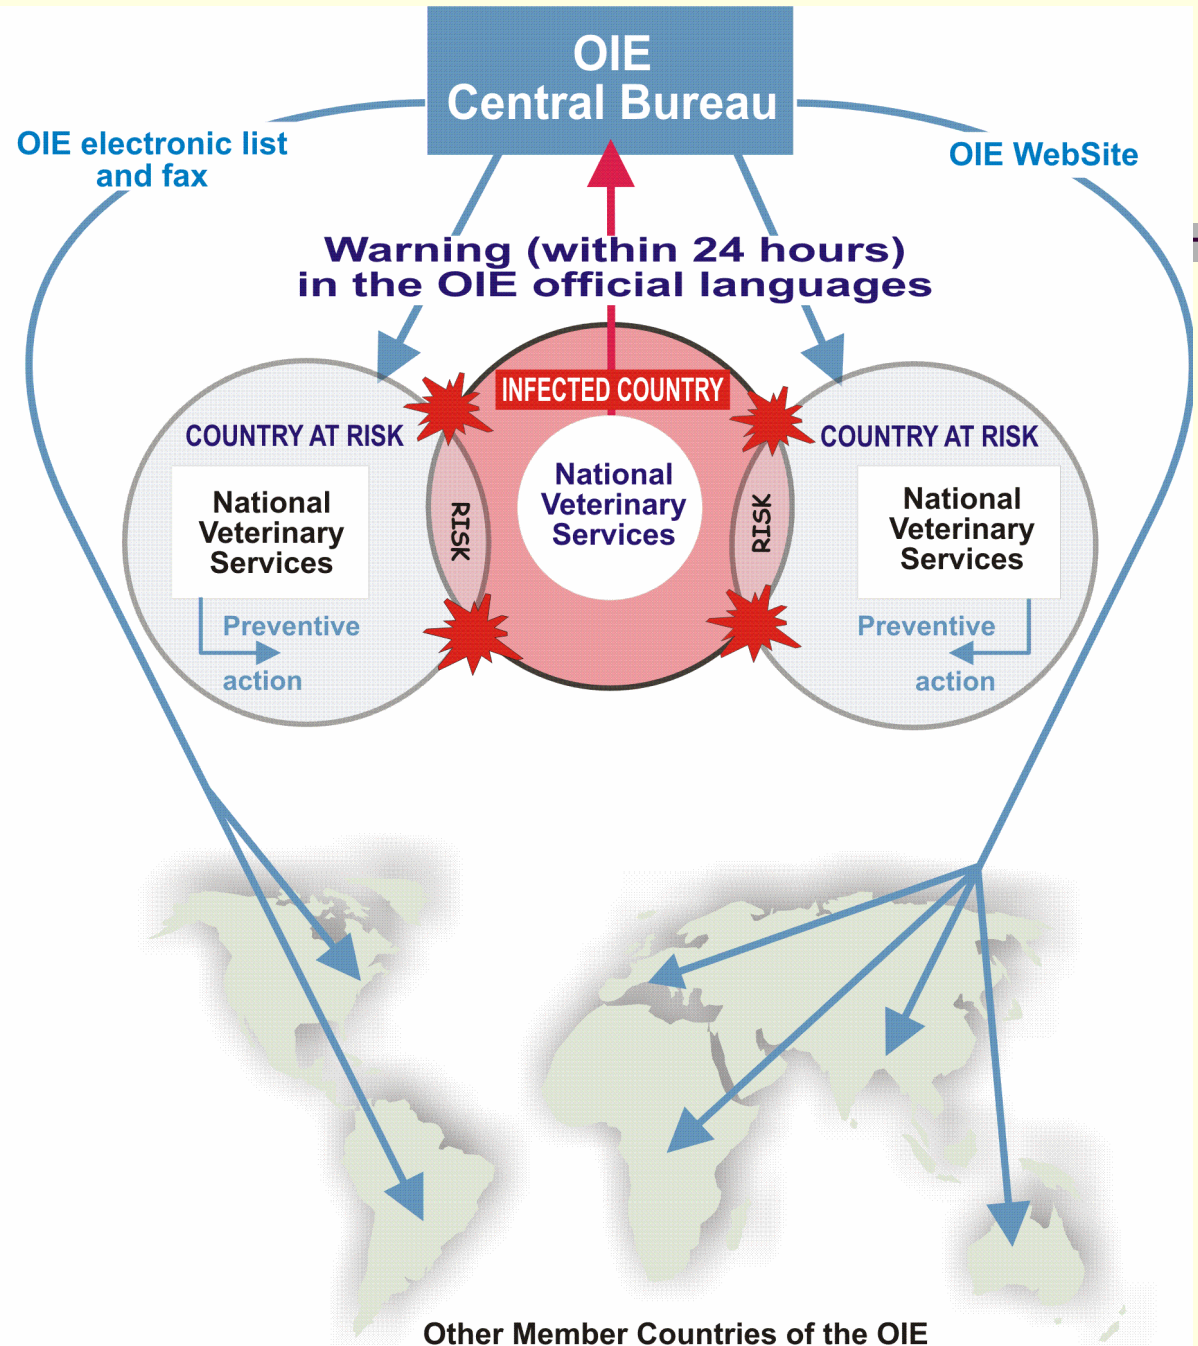 OIE
Central Bureau
OIE electronic list
and fax
OIE WebSite
Warning (within 24 hours)
in the OIE official languages
INFECTED COUNTRY
COUNTRY AT RISK
National
Veterinary
Services
Preventive
action
RISK
National
Veterinary
Services
RISK
COUNTRY AT RISK
National
Veterinary
Services
Preventive
action
Other Member Countries of the OIE